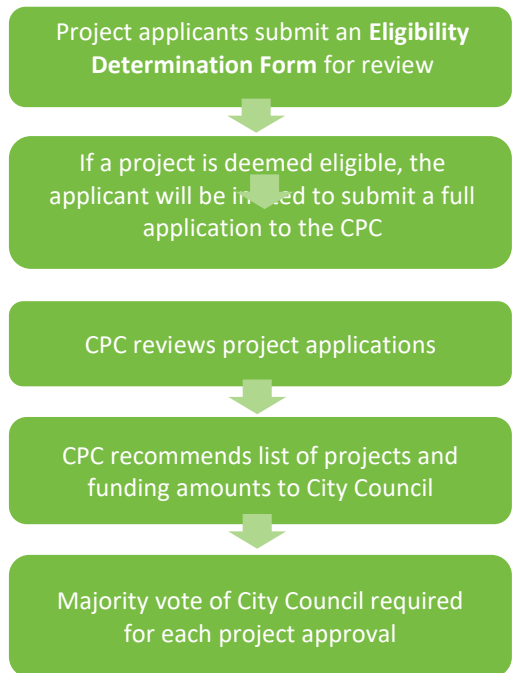 Project applicants submit an Eligibility
Determination Form for review
If a project is deemed eligible, the
applicant will be to submit a full
application to the CPC
CPC reviews project applications
CPC recommends list of projects and
funding amounts to City Council
Majority vote of City Council required
for each project approval